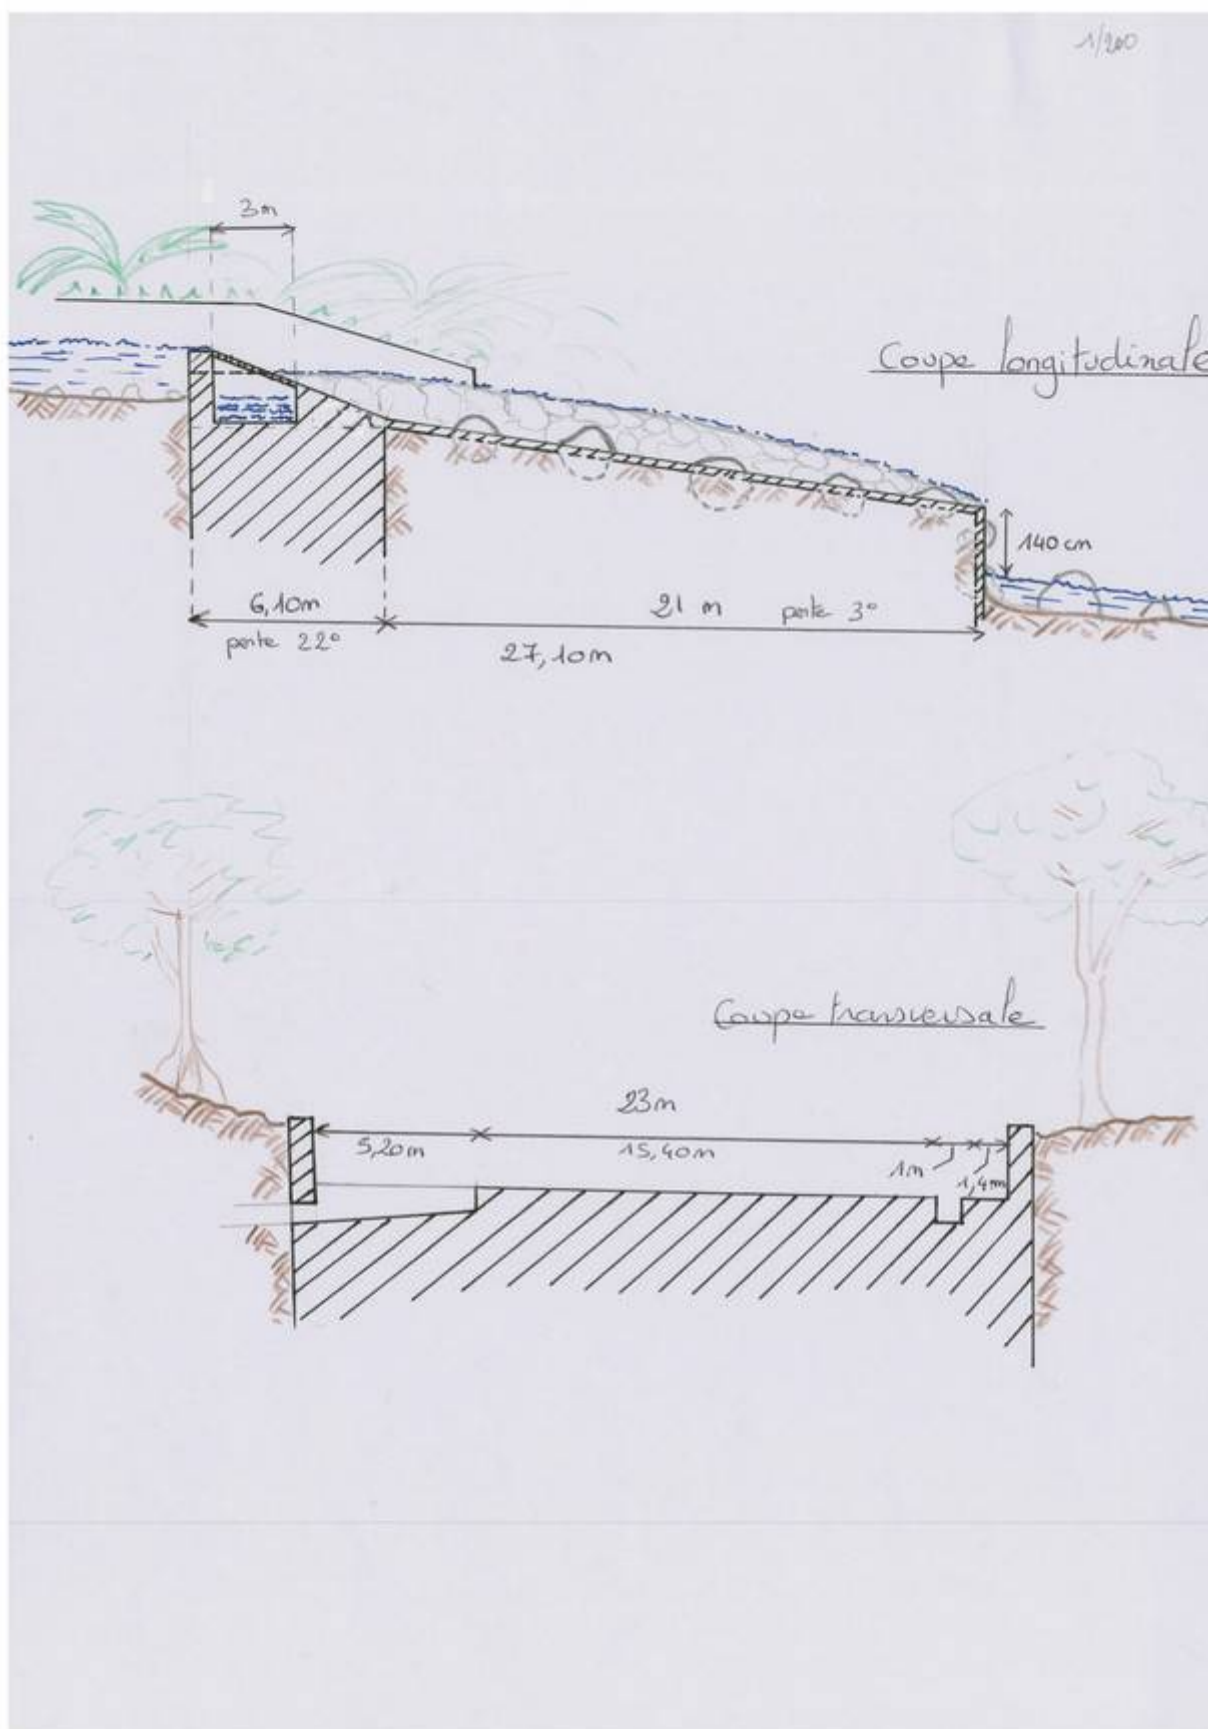 1/200
3m
Coupe longitudinale
140 cm
6,10m
21 m pente 3°
pente 22°
27,10m
Coupe transversale
23m
5,20m
15,40m
1m
1,4m